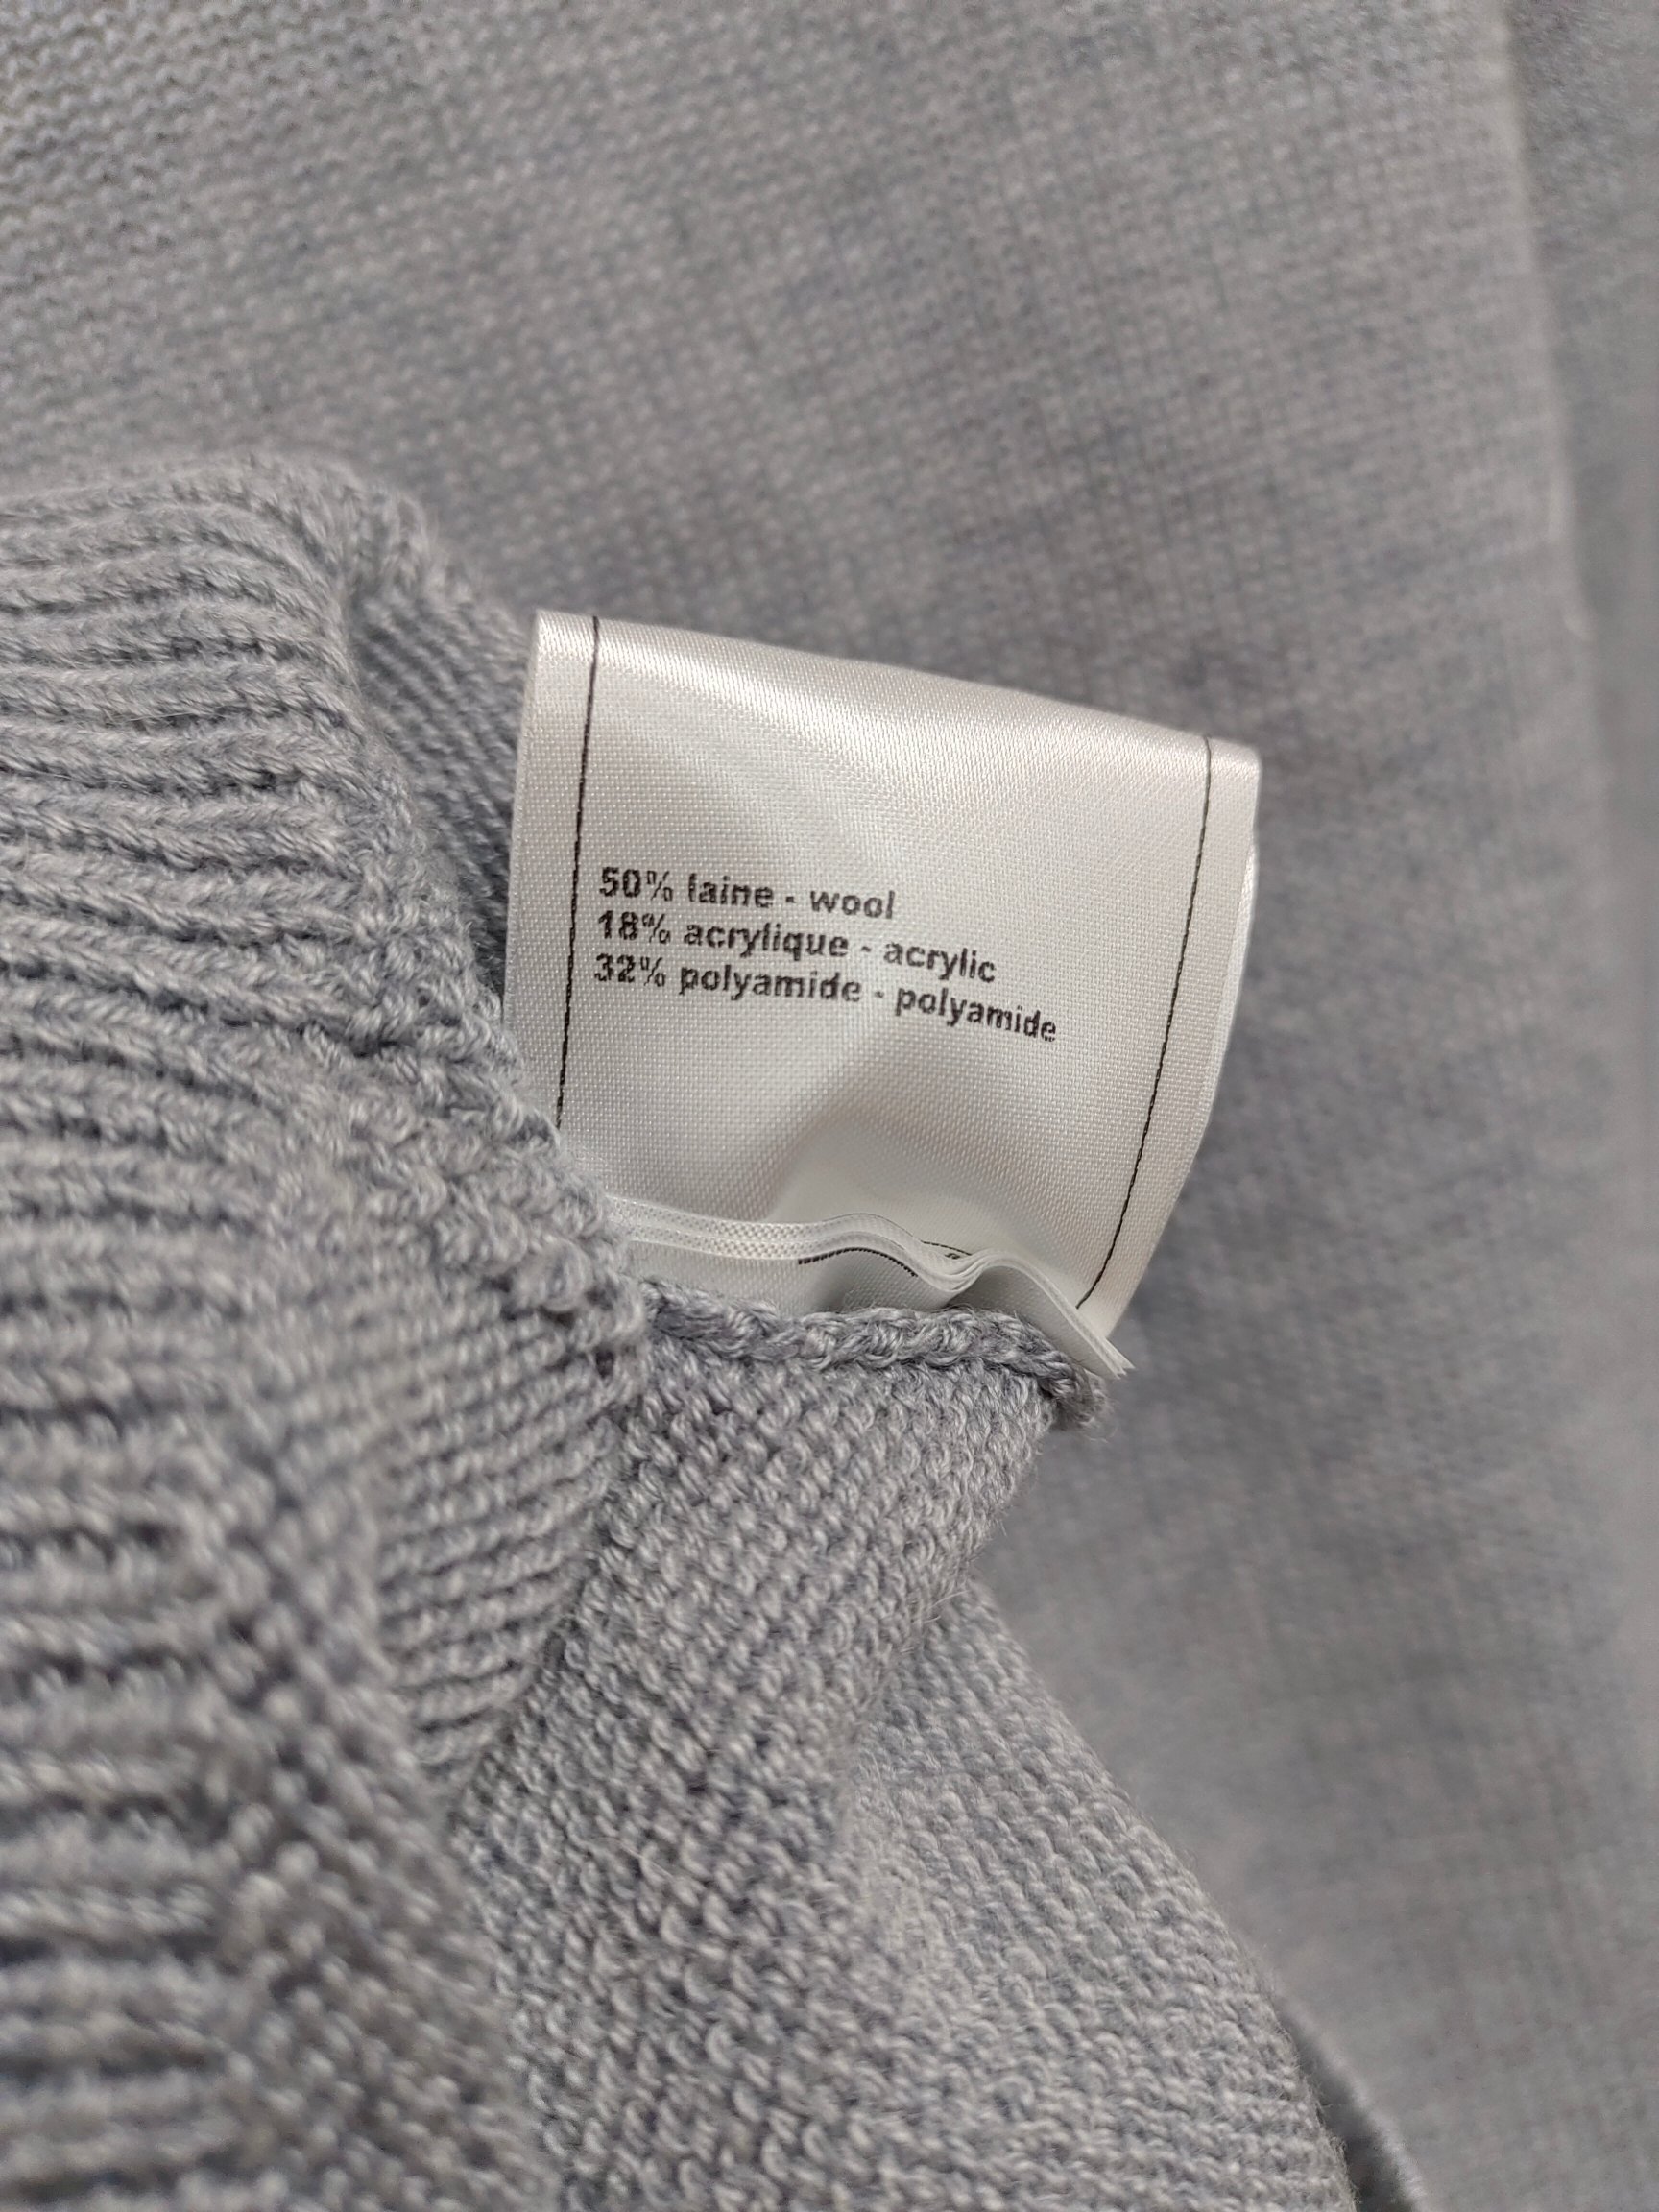 50% laine - wool
18% acrylique - acrylic
32% polyamide - polyamide